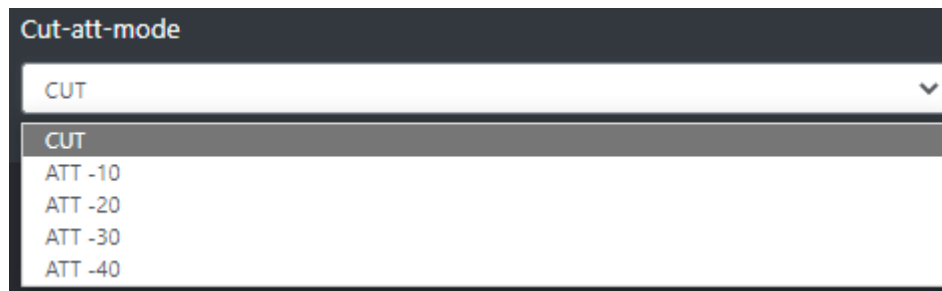 Cut-att-mode
CUT
CUT
ATT -10
ATT -20
ATT -30
ATT -40